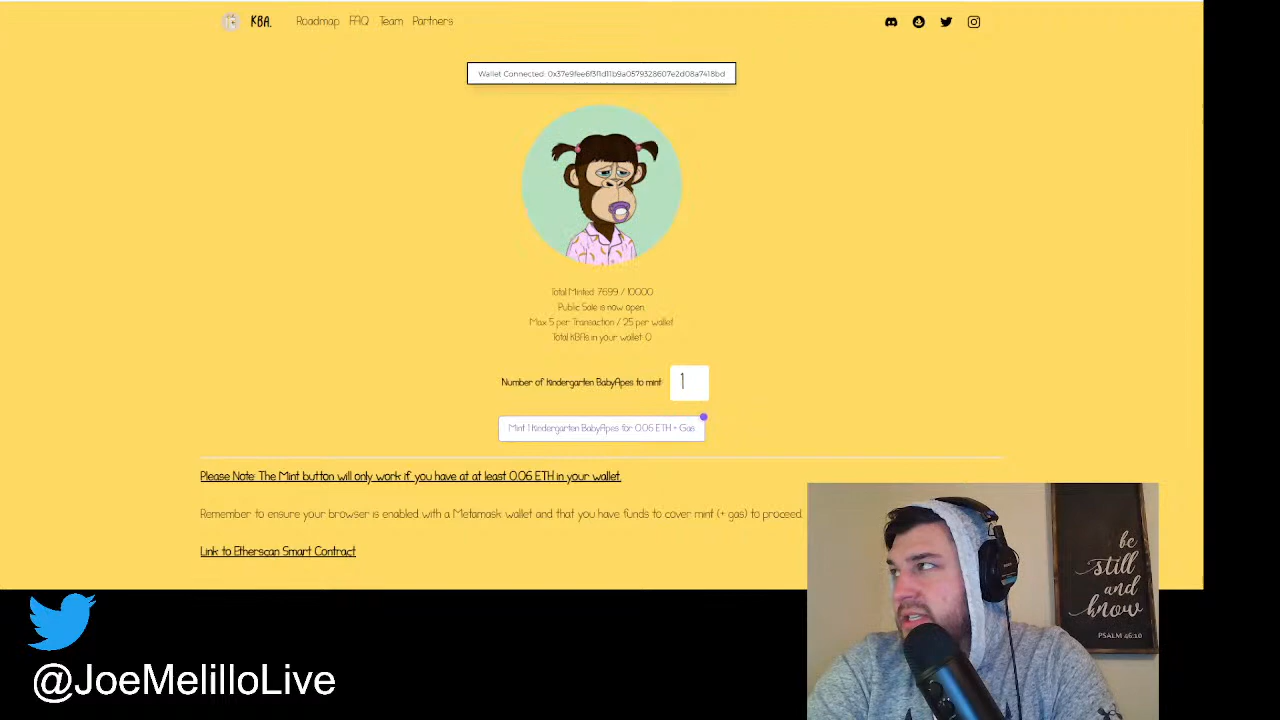 KBA. Roadmap FAQ Team Partners
Wallet Connected: 0x37e9fee6f3f1d11b9a0579328607e2d08a7418bd
Total Minted: 7699 / 10000
Public Sale is now open.
Max 5 per Transaction / 25 per wallet
Total KBAs in your wallet: 0
Number of Kindergarten BabyApes to mint: 1
Mint 1 Kindergarten BabyApes for 0.06 ETH + Gas
Please Note: The Mint button will only work if you have at at least 0.06 ETH in your wallet.
Remember to ensure your browser is enabled with a Metamask wallet and that you have funds to cover mint (+ gas) to proceed.
Link to Etherscan Smart Contract
be
still
and
know
PSALM 46:10
@JoeMelilloLive